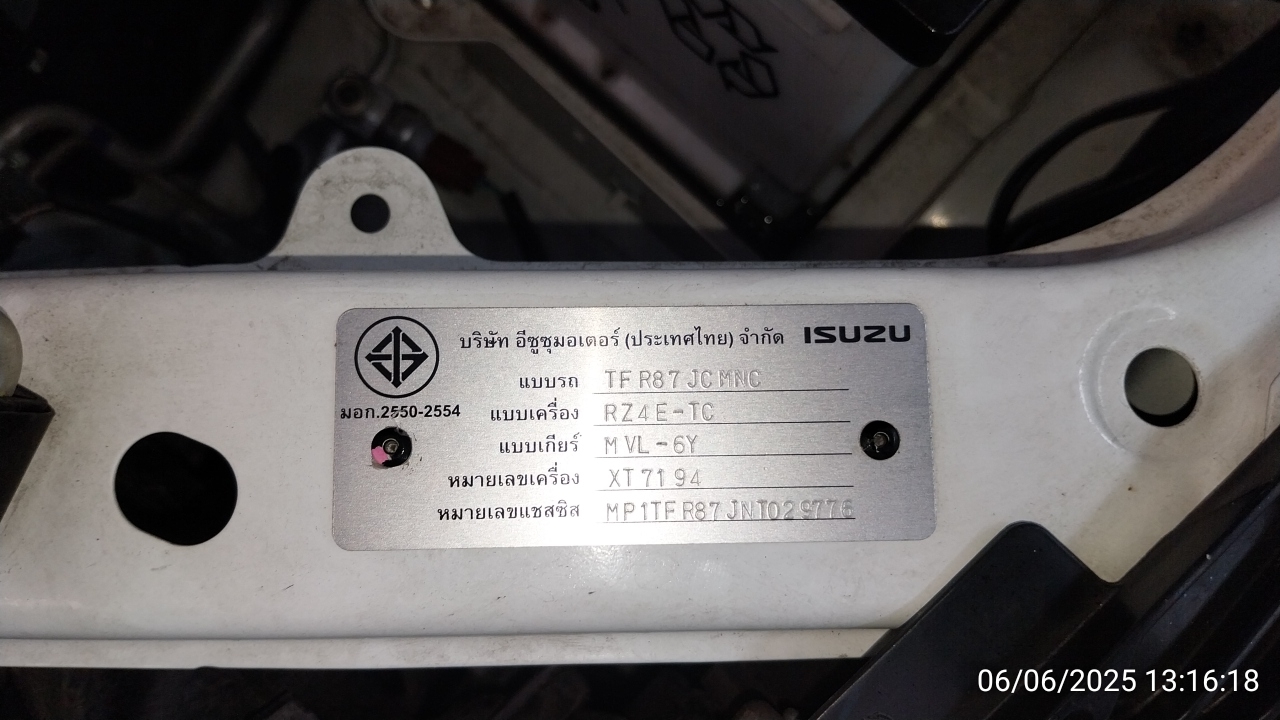 บริษัท อีซูซุมอเตอร์ (ประเทศไทย) จำกัด ISUZU
แบบรถ TFR87JCMNC
มอก.2550-2554
แบบเครื่อง RZ4E-TC
แบบเกียร์ MVL-6Y
หมายเลขเครื่อง XT7194
หมายเลขแชสซิส MP1TFR87JNT029776
06/06/2025 13:16:18